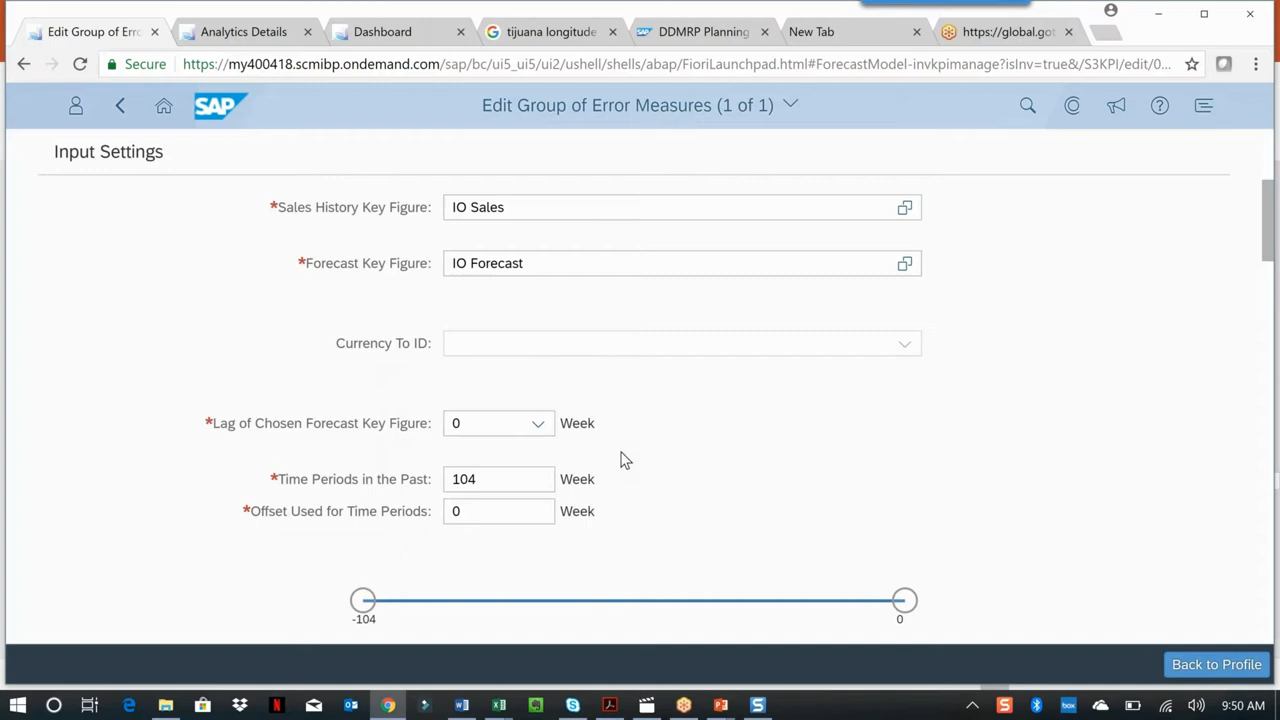 Edit Group of Erro
Analytics Details
Dashboard
tijuana longitude
DDMRP Planning
New Tab
https://global.got
Secure
https://my400418.scmibp.ondemand.com/sap/bc/ui5_ui5/ui2/ushell/shells/abap/FioriLaunchpad.html#ForecastModel-invkpimanage?isInv=true&/S3KPI/edit/0...
SAP
Edit Group of Error Measures (1 of 1)
Input Settings
*Sales History Key Figure:
IO Sales
*Forecast Key Figure:
IO Forecast
Currency To ID:
*Lag of Chosen Forecast Key Figure:
0
Week
*Time Periods in the Past:
104
Week
*Offset Used for Time Periods:
0
Week
-104
0
Back to Profile
9:50 AM